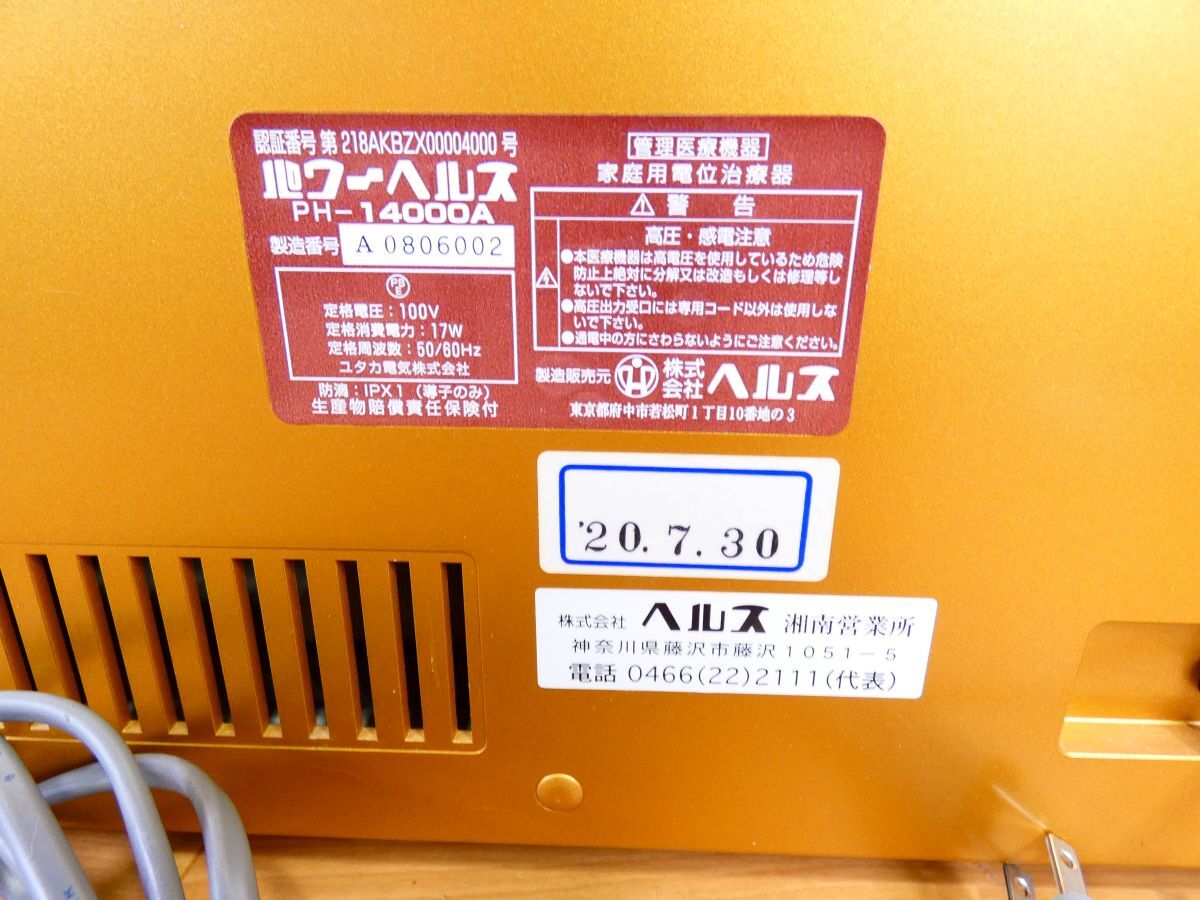 認証番号 第 218AKBZX00004000 号
パワーヘルス
PH-14000A
製造番号 A 0806002
PS
E
定格電圧:100V
定格消費電力:17W
定格周波数:50/60Hz
ユタカ電気株式会社
防滴:IPX1(導子のみ)
生産物賠償責任保険付
管理医療機器
家庭用電位治療器
警 告
高圧・感電注意
●本医療機器は高電圧を使用しているため危険
防止上絶対に分解又は改造もしくは修理等し
ないで下さい。
●高圧出力受口には専用コード以外は使用しな
いで下さい。
●通電中の方にさわらないようにご注意ください。
製造販売元 株式会社 ヘルス
東京都府中市若松町1丁目10番地の3
'20. 7. 30
株式会社 ヘルス 湘南営業所
神奈川県藤沢市藤沢1051-5
電話 0466(22)2111(代表)